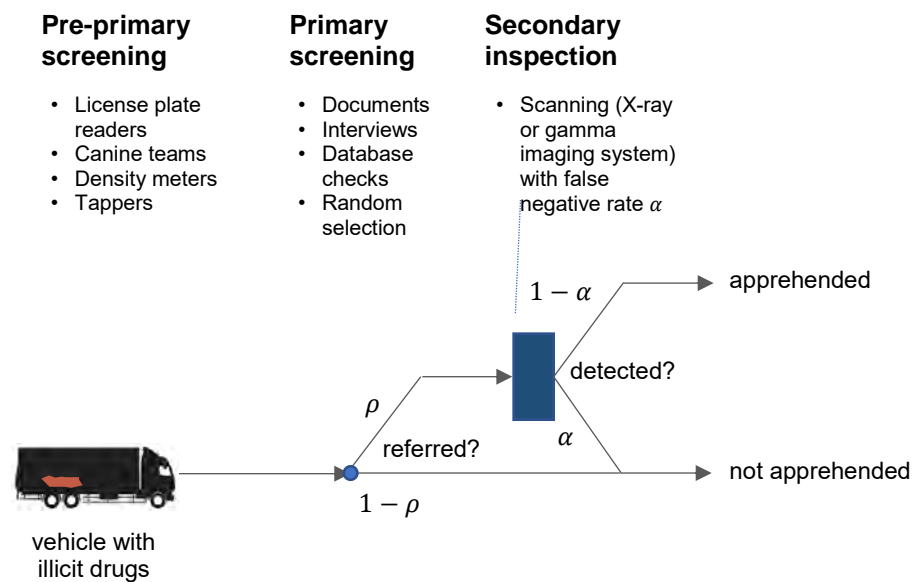 Pre-primary
screening
• License plate
readers
• Canine teams
• Density meters
• Tappers
Primary
screening
• Documents
• Interviews
• Database
checks
• Random
selection
Secondary
inspection
• Scanning (X-ray
or gamma
imaging system)
with false
negative rate α
1 − α
apprehended
detected?
ρ
α
referred?
not apprehended
1 − ρ
vehicle with
illicit drugs